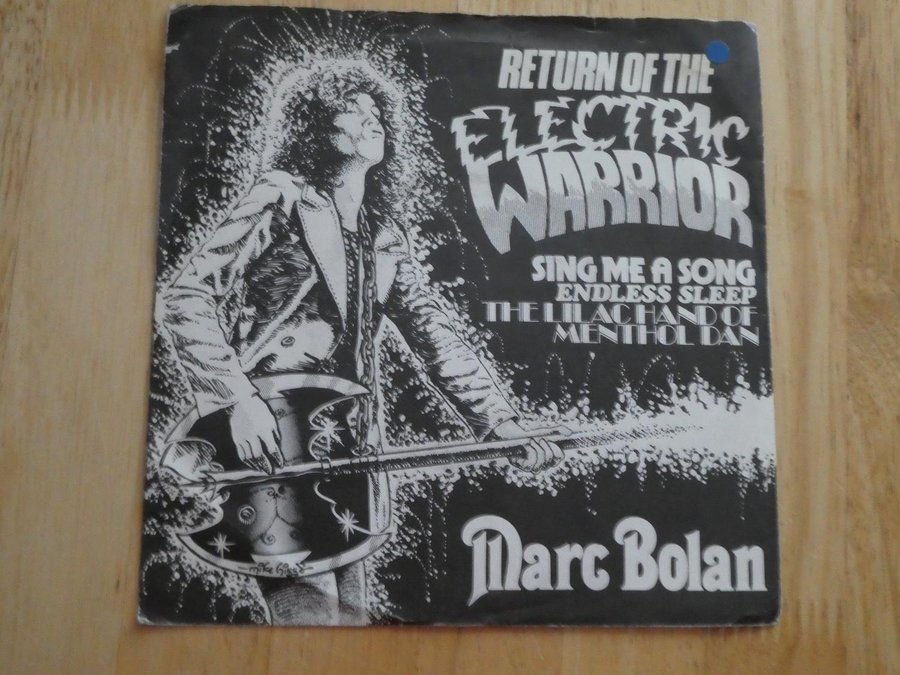 RETURN OF THE
ELECTRIC
WARRIOR
SING ME A SONG
ENDLESS SLEEP
THE LILAC HAND OF
MENTHOL DAN
Marc Bolan